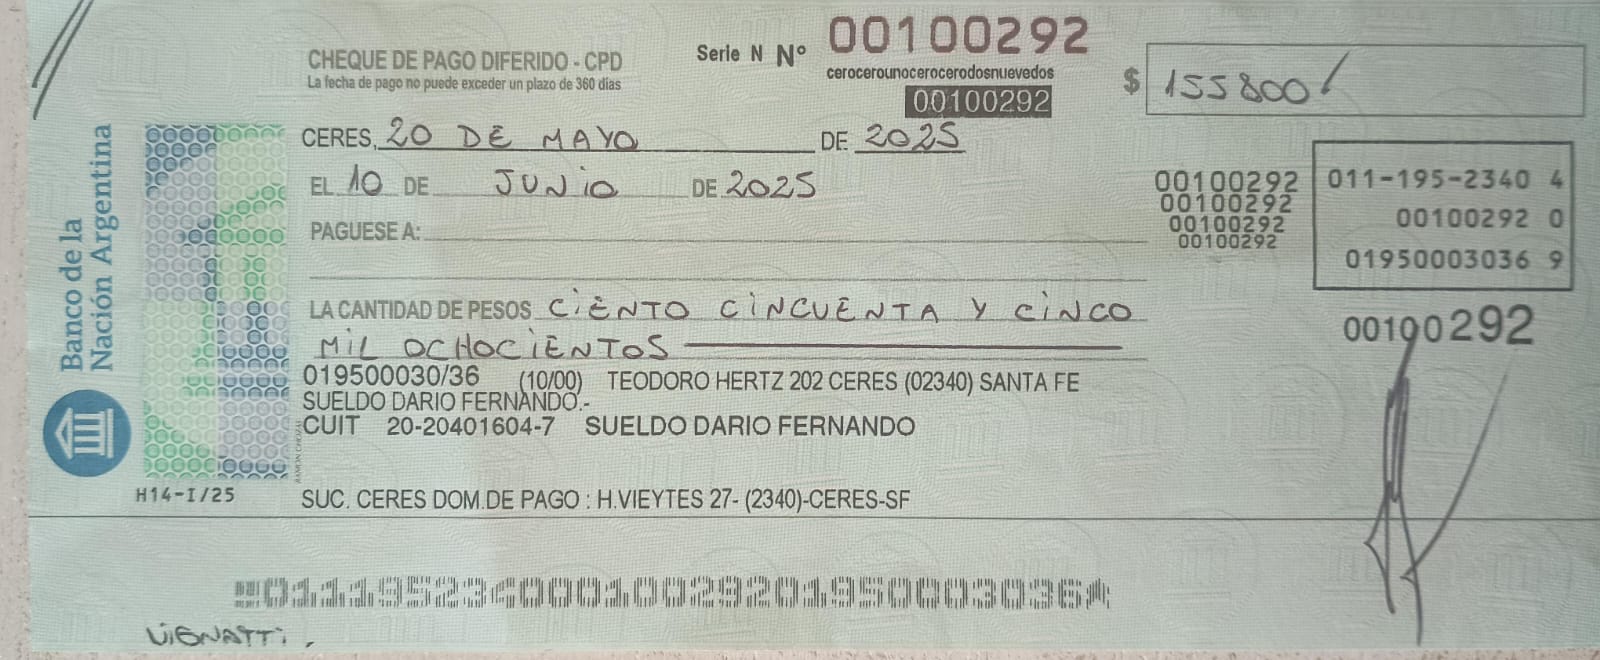 CHEQUE DE PAGO DIFERIDO - CPD
La fecha de pago no puede exceder un plazo de 360 días
Serie N Nº 00100292
cerocerounocerocerodosnuevedos
00100292
$ 155800
CERES, 20 DE MAYO DE 2025
EL 10 DE JUNIO DE 2025
PAGUESE A:
00100292
00100292
00100292
00100292
011-195-2340 4
00100292 0
01950003036 9
00100292
LA CANTIDAD DE PESOS CIENTO CINCUENTA Y CINCO
MIL OCHOCIENTOS
019500030/36 (10/00) TEODORO HERTZ 202 CERES (02340) SANTA FE
SUELDO DARIO FERNANDO.-
CUIT 20-20401604-7 SUELDO DARIO FERNANDO
SUC. CERES DOM.DE PAGO : H.VIEYTES 27- (2340)-CERES-SF
Banco de la
Nación Argentina
H14-I/25
RAMON CHOZAS
01119523400010029201950003036
VIGNATTI.